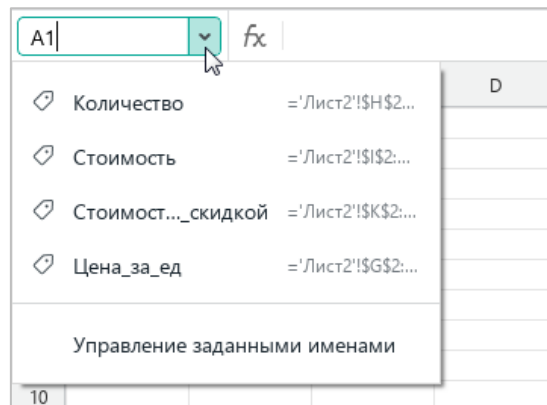 A1 fx
D
Количество ='Лист2'!$H$2...
Стоимость ='Лист2'!$I$2:...
Стоимост..._скидкой ='Лист2'!$K$2:...
Цена_за_ед ='Лист2'!$G$2:...
Управление заданными именами
10